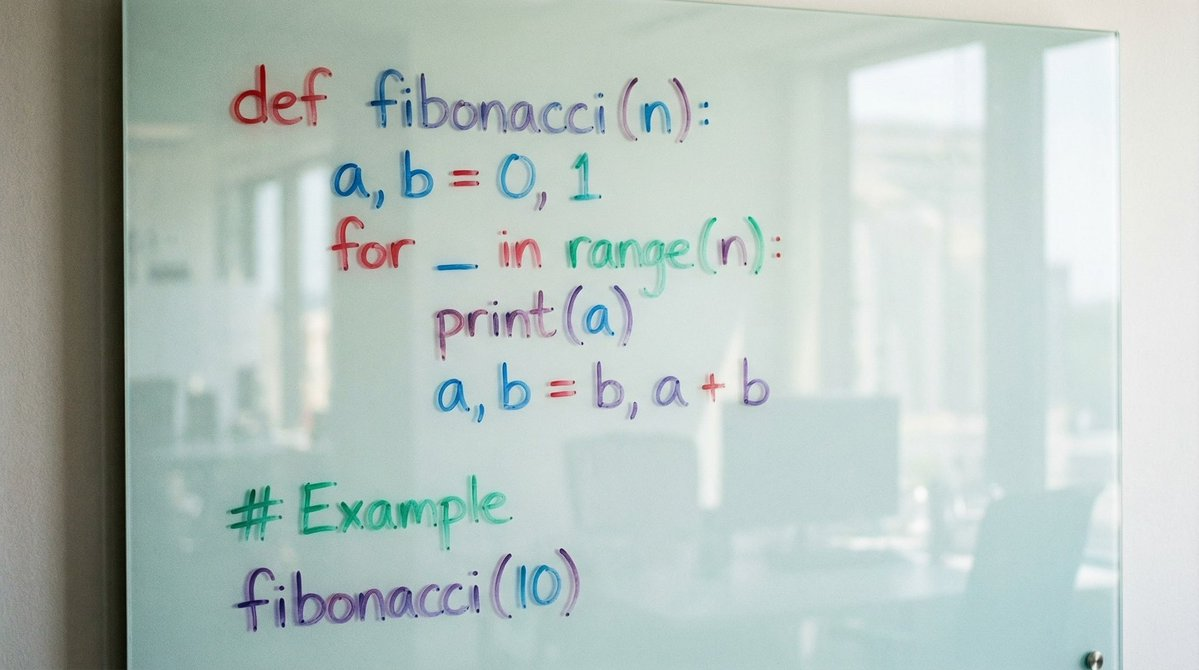 def fibonacci(n):
    a, b = 0, 1
    for _ in range(n):
        print(a)
        a, b = b, a + b

# Example
fibonacci(10)